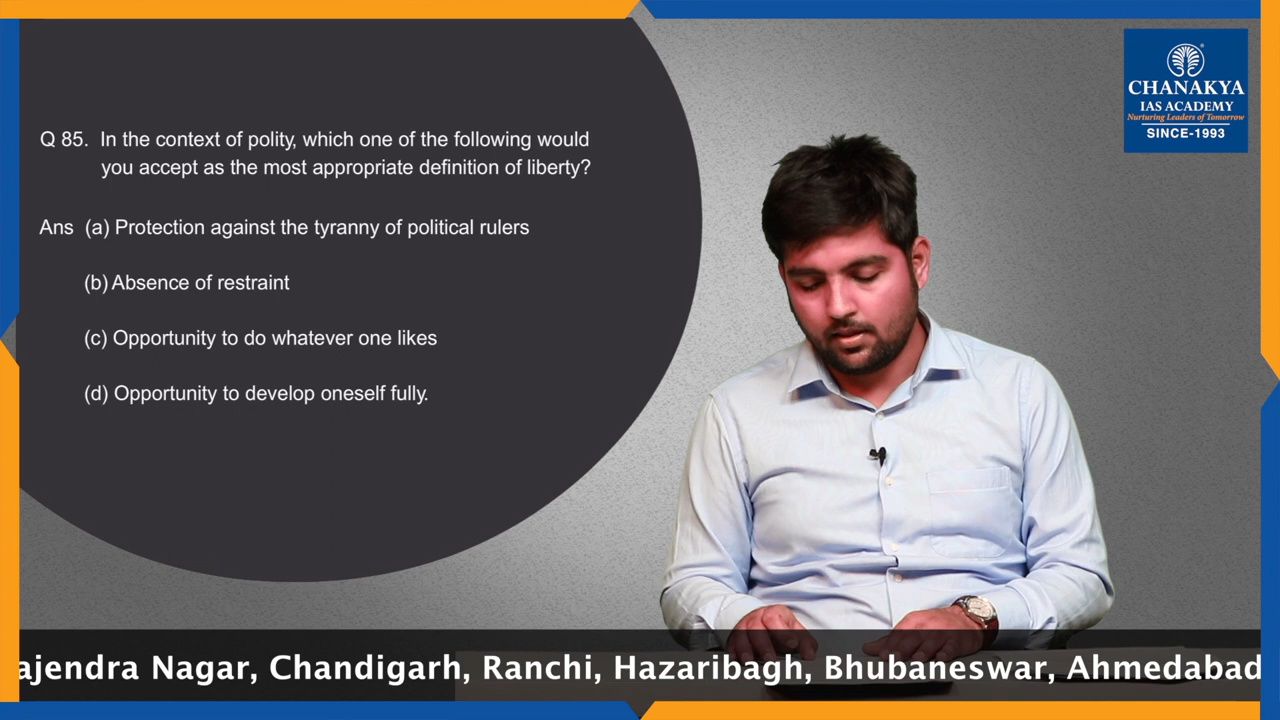 Q 85. In the context of polity, which one of the following would
you accept as the most appropriate definition of liberty?
Ans (a) Protection against the tyranny of political rulers
(b) Absence of restraint
(c) Opportunity to do whatever one likes
(d) Opportunity to develop oneself fully.
CHANAKYA
IAS ACADEMY
Nurturing Leaders of Tomorrow
SINCE-1993
ajendra Nagar, Chandigarh, Ranchi, Hazaribagh, Bhubaneswar, Ahmedabad